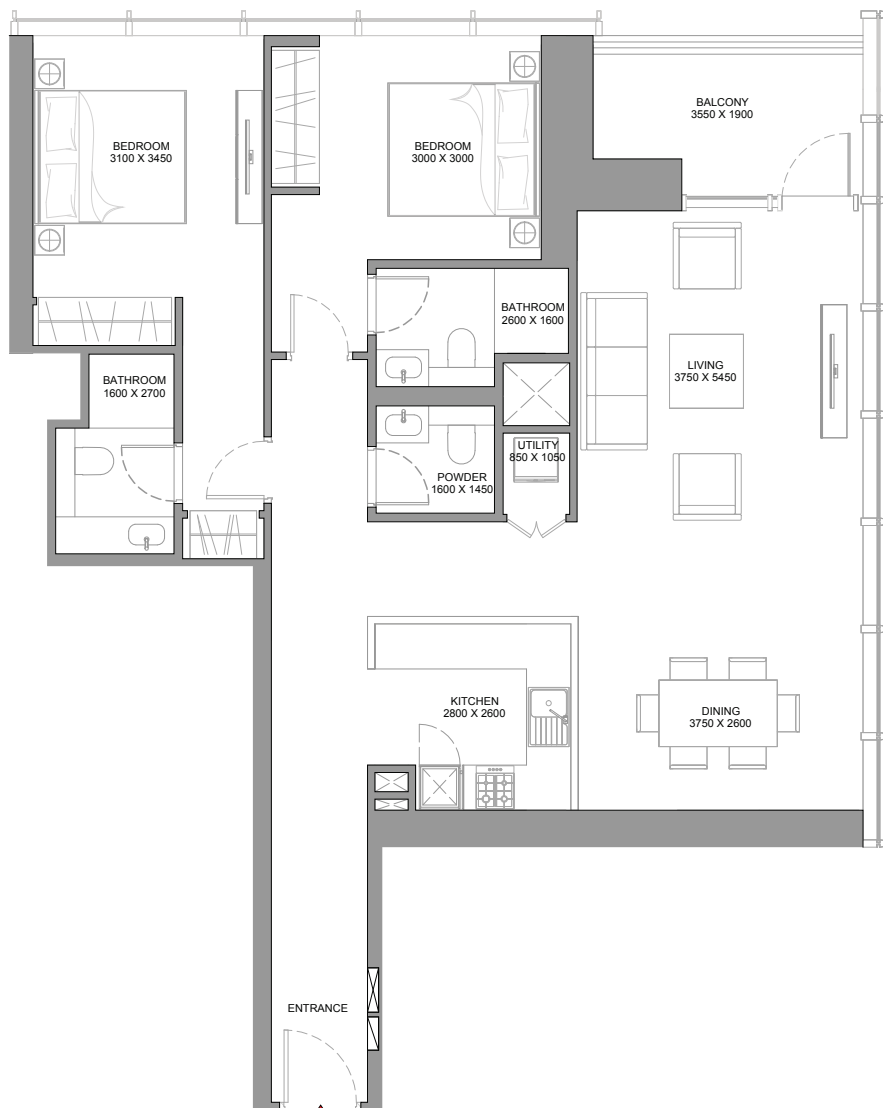 BALCONY
3550 X 1900
BEDROOM
3100 X 3450
BEDROOM
3000 X 3000
BATHROOM
2600 X 1600
LIVING
3750 X 5450
BATHROOM
1600 X 2700
UTILITY
850 X 1050
POWDER
1600 X 1450
KITCHEN
2800 X 2600
DINING
3750 X 2600
ENTRANCE